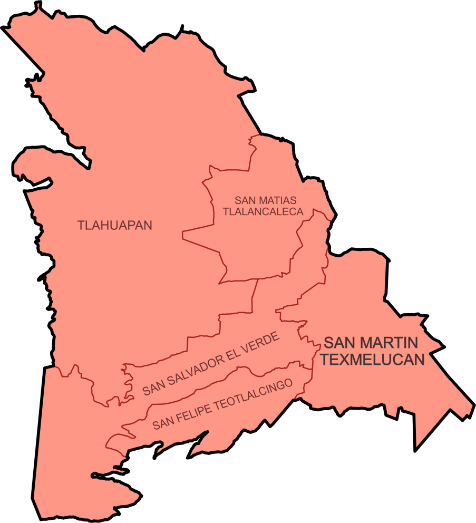 SAN MATIAS
TLALANCALECA
TLAHUAPAN
SAN MARTIN
TEXMELUCAN
SAN SALVADOR EL VERDE
SAN FELIPE TEOTLALCINGO